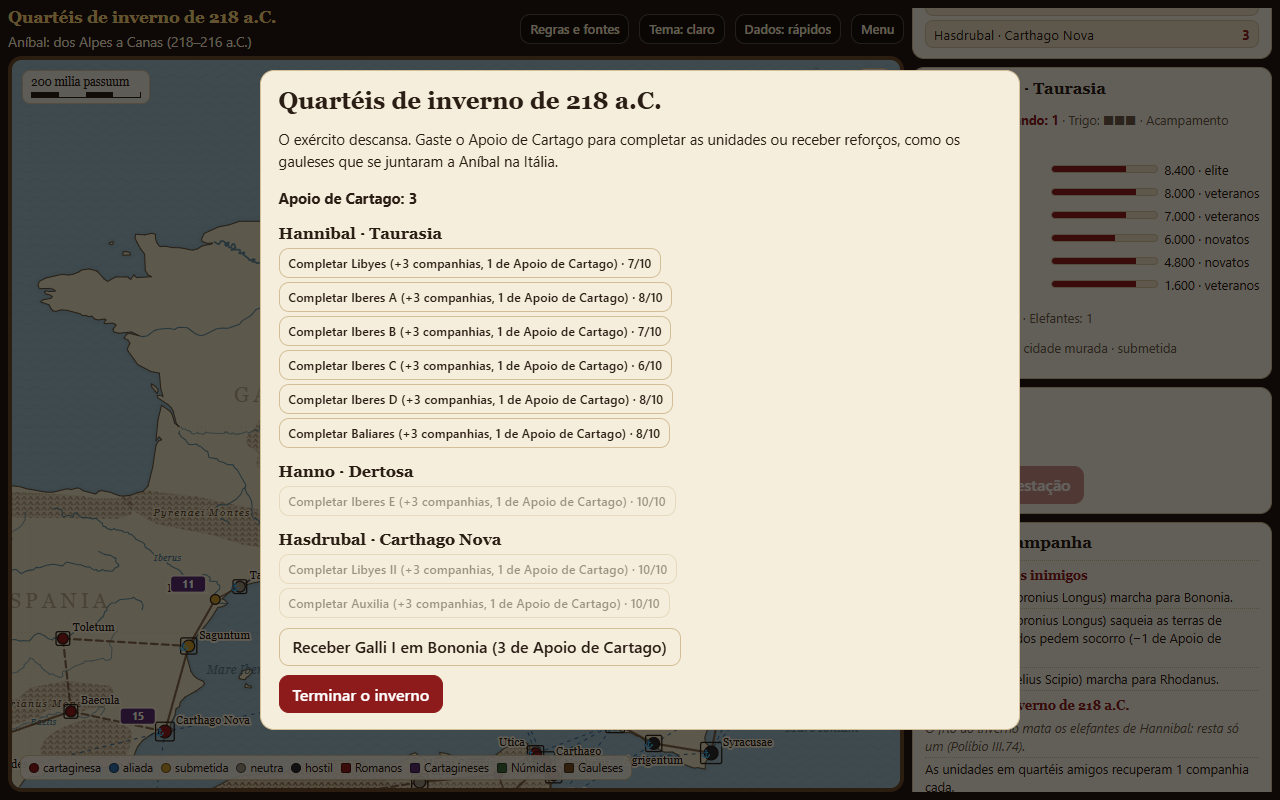 Quartéis de inverno de 218 a.C.
Aníbal: dos Alpes a Canas (218–216 a.C.)
Regras e fontes
Tema: claro
Dados: rápidos
Menu
Hasdrubal · Carthago Nova
3
200 milia passuum
· Taurasia
ndo: 1 · Trigo: · Acampamento
8.400 · elite
8.000 · veteranos
7.000 · veteranos
6.000 · novatos
4.800 · novatos
1.600 · veteranos
· Elefantes: 1
cidade murada · submetida
estação
Quartéis de inverno de 218 a.C.
O exército descansa. Gaste o Apoio de Cartago para completar as unidades ou receber reforços, como os
gauleses que se juntaram a Aníbal na Itália.
Apoio de Cartago: 3
Hannibal · Taurasia
Completar Libyes (+3 companhias, 1 de Apoio de Cartago) · 7/10
Completar Iberes A (+3 companhias, 1 de Apoio de Cartago) · 8/10
Completar Iberes B (+3 companhias, 1 de Apoio de Cartago) · 7/10
Completar Iberes C (+3 companhias, 1 de Apoio de Cartago) · 6/10
Completar Iberes D (+3 companhias, 1 de Apoio de Cartago) · 8/10
Completar Baliares (+3 companhias, 1 de Apoio de Cartago) · 8/10
Hanno · Dertosa
Completar Iberes E (+3 companhias, 1 de Apoio de Cartago) · 10/10
Hasdrubal · Carthago Nova
Completar Libyes II (+3 companhias, 1 de Apoio de Cartago) · 10/10
Completar Auxilia (+3 companhias, 1 de Apoio de Cartago) · 10/10
Receber Galli I em Bononia (3 de Apoio de Cartago)
Terminar o inverno
Pyrenaei Montes
Iberus
11
SPANIA
Toletum
Saguntum
Mare Iber
Baecula
Baetis
15
Carthago Nova
Utica
Carthago
grigentum
Syracusae
cartaginesa
aliada
submetida
neutra
hostil
Romanos
Cartagineses
Númidas
Gauleses
ampanha
s inimigos
pronius Longus) marcha para Bononia.
pronius Longus) saqueia as terras de
dos pedem socorro (−1 de Apoio de
elius Scipio) marcha para Rhodanus.
verno de 218 a.C.
O frio do inverno mata os elefantes de Hannibal: resta só
um (Políbio III.74).
As unidades em quartéis amigos recuperam 1 companhia
cada.